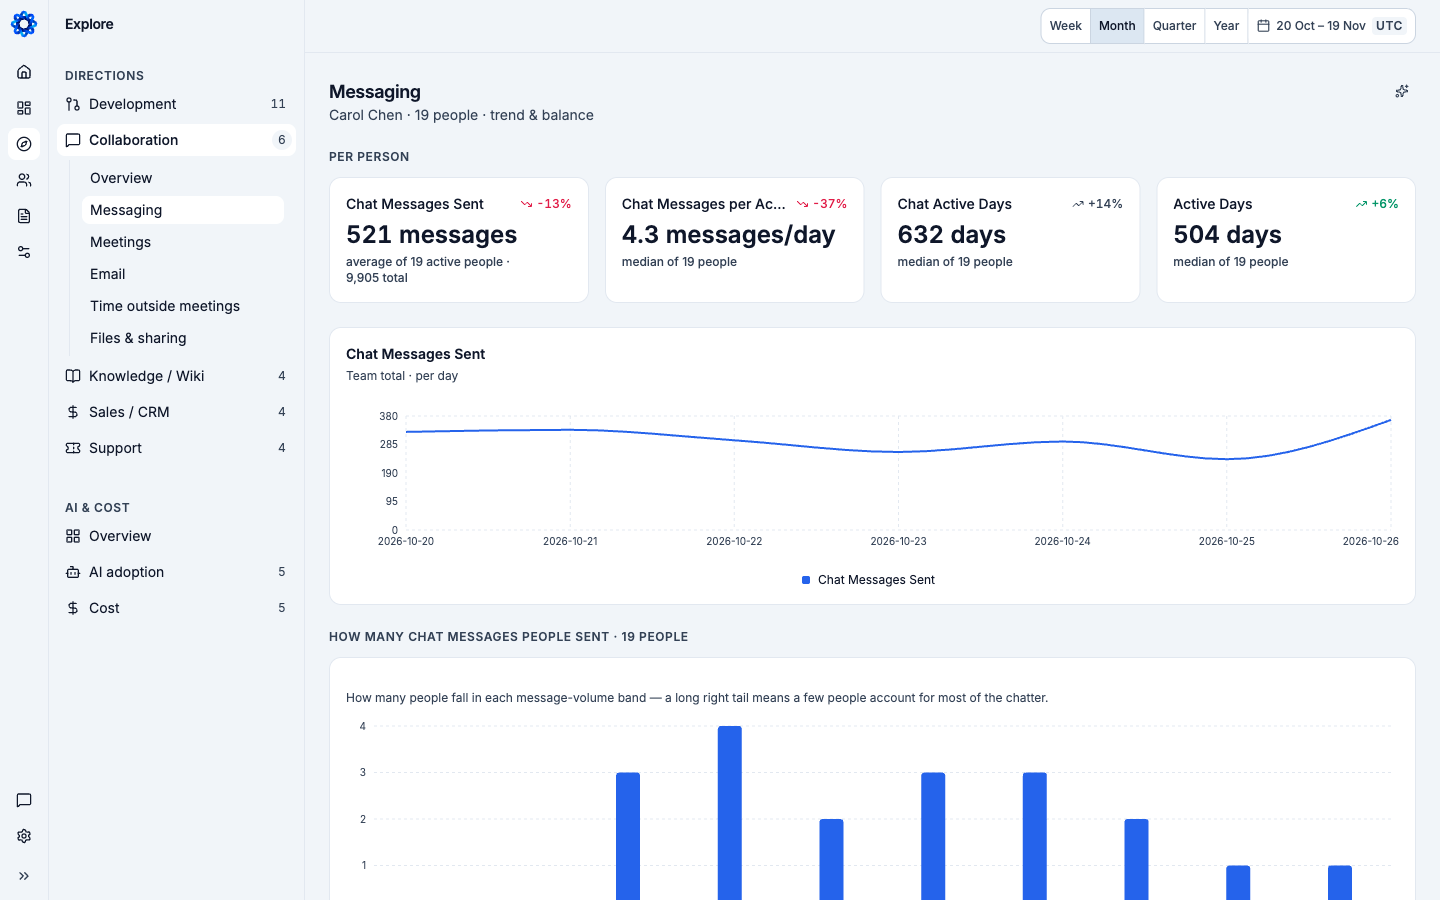 Explore
Week Month Quarter Year 20 Oct – 19 Nov UTC
DIRECTIONS
Development 11
Collaboration 6
Overview
Messaging
Meetings
Email
Time outside meetings
Files & sharing
Knowledge / Wiki 4
Sales / CRM 4
Support 4
AI & COST
Overview
AI adoption 5
Cost 5
Messaging
Carol Chen · 19 people · trend & balance
PER PERSON
Chat Messages Sent -13%
521 messages
average of 19 active people ·
9,905 total
Chat Messages per Ac... -37%
4.3 messages/day
median of 19 people
Chat Active Days +14%
632 days
median of 19 people
Active Days +6%
504 days
median of 19 people
Chat Messages Sent
Team total · per day
380
285
190
95
0
2026-10-20 2026-10-21 2026-10-22 2026-10-23 2026-10-24 2026-10-25 2026-10-26
Chat Messages Sent
HOW MANY CHAT MESSAGES PEOPLE SENT · 19 PEOPLE
How many people fall in each message-volume band — a long right tail means a few people account for most of the chatter.
4
3
2
1